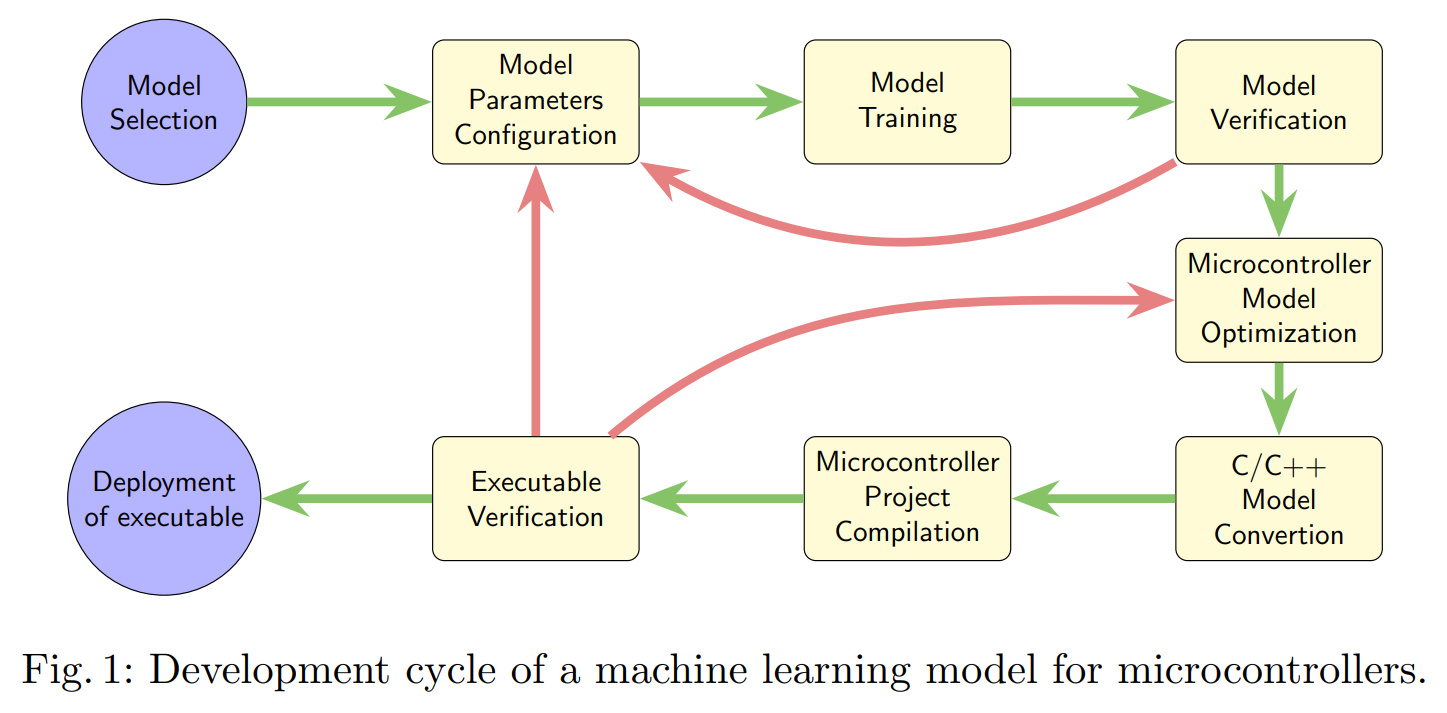 Model
Selection
Model
Parameters
Configuration
Model
Training
Model
Verification
Microcontroller
Model
Optimization
Deployment
of executable
Executable
Verification
Microcontroller
Project
Compilation
C/C++
Model
Convertion
Fig. 1: Development cycle of a machine learning model for microcontrollers.